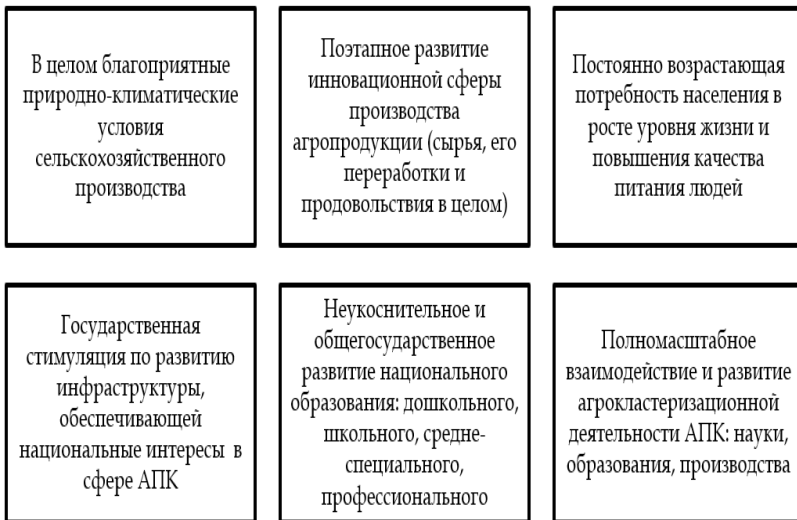 В целом благоприятные
природно-климатические
условия
сельскохозяйственного
производства
Поэтапное развитие
инновационной сферы
производства
агропродукции (сырья, его
переработки и
продовольствия в целом)
Постоянно возрастающая
потребность населения в
росте уровня жизни и
повышения качества
питания людей
Государственная
стимуляция по развитию
инфраструктуры,
обеспечивающей
национальные интересы в
сфере АПК
Неукоснительное и
общегосударственное
развитие национального
образования: дошкольного,
школьного, средне-
специального,
профессионального
Полномасштабное
взаимодействие и развитие
агрокластеризационной
деятельности АПК: науки,
образования, производства